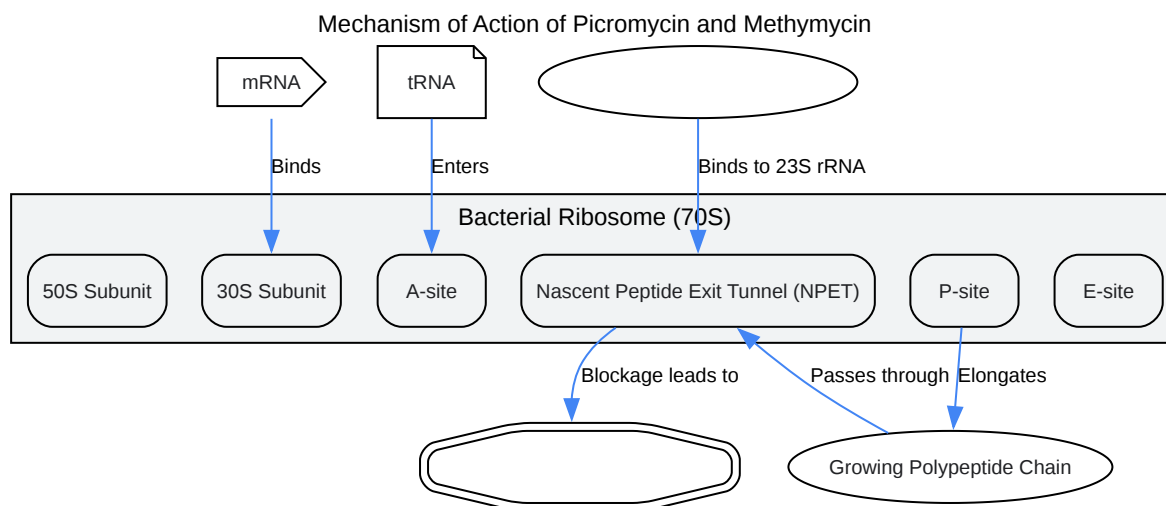 Mechanism of Action of Picromycin and Methymycin
mRNA
tRNA
Binds
Enters
Binds to 23S rRNA
Bacterial Ribosome (70S)
50S Subunit
30S Subunit
A-site
Nascent Peptide Exit Tunnel (NPET)
P-site
E-site
Blockage leads to
Passes through
Elongates
Growing Polypeptide Chain